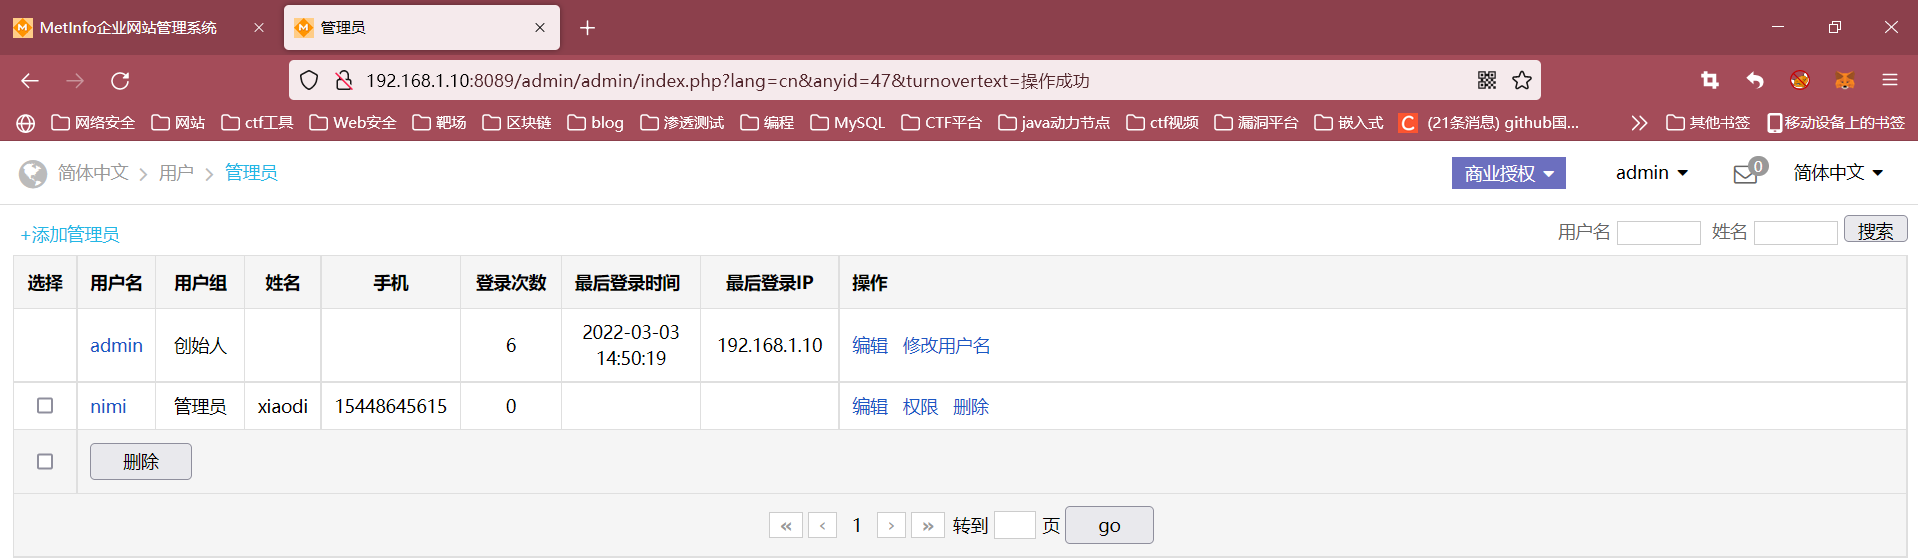 MetInfo企业网站管理系统
管理员
192.168.1.10:8089/admin/admin/index.php?lang=cn&anyid=47&turnovertext=操作成功
网络安全 网站 ctf工具 Web安全 靶场 区块链 blog 渗透测试 编程 MySQL CTF平台 java动力节点 ctf视频 漏洞平台 嵌入式 C (21条消息) github国... 其他书签 移动设备上的书签
简体中文 > 用户 > 管理员 商业授权 admin 0 简体中文
+添加管理员 用户名 姓名 搜索
选择 用户名 用户组 姓名 手机 登录次数 最后登录时间 最后登录IP 操作
admin 创始人 6 2022-03-03 14:50:19 192.168.1.10 编辑 修改用户名
nimi 管理员 xiaodi 15448645615 0 编辑 权限 删除
删除
« ‹ 1 › » 转到 页 go